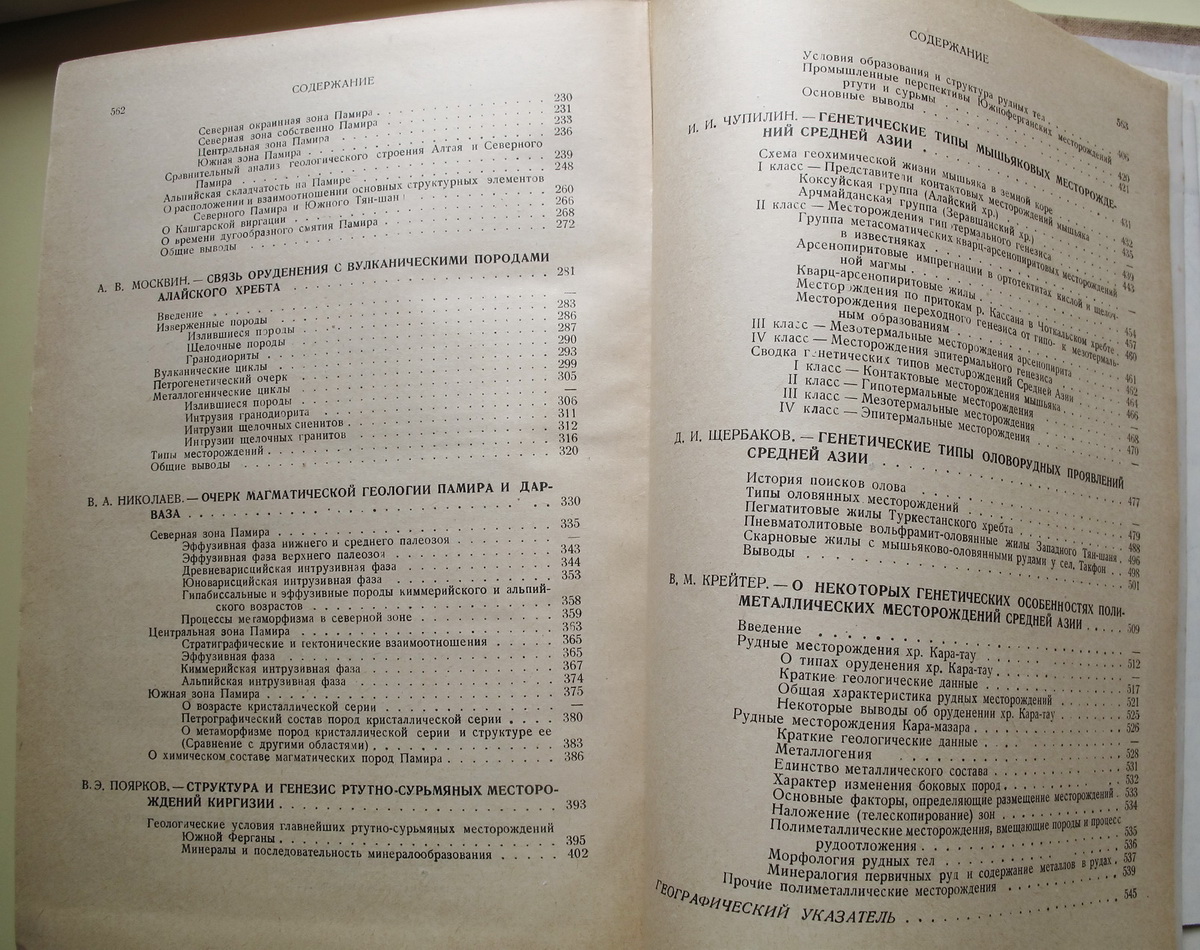 562
СОДЕРЖАНИЕ
Северная окраинная зона Памира . . . 230
Северная зона собственно Памира . . . 231
Центральная зона Памира . . . 233
Южная зона Памира . . . 236
Сравнительный анализ геологического строения Алтая и Северного
Памира . . . 239
Альпийская складчатость на Памире . . . 248
О расположении и взаимоотношении основных структурных элементов
Северного Памира и Южного Тян-шан . . . 260
О Кашгарской виргации . . . 266
О времени дугообразного смятия Памира . . . 268
Общие выводы . . . 272
А. В. МОСКВИН. — СВЯЗЬ ОРУДЕНЕНИЯ С ВУЛКАНИЧЕСКИМИ ПОРОДАМИ
АЛАЙСКОГО ХРЕБТА . . . 281
Введение . . . —
Изверженные породы . . . 283
Излившиеся породы . . . 286
Щелочные породы . . . 287
Гранодиориты . . . 290
Вулканические циклы . . . 293
Петрогенетический очерк . . . 299
Металлогенические циклы . . . 305
Излившиеся породы . . . —
Интрузия гранодиорита . . . 306
Интрузии щелочных сиенитов . . . 311
Интрузии щелочных гранитов . . . 312
Типы месторождений . . . 316
Общие выводы . . . 320
В. А. НИКОЛАЕВ. — ОЧЕРК МАГМАТИЧЕСКОЙ ГЕОЛОГИИ ПАМИРА И ДАР-
ВАЗА . . . 330
Северная зона Памира . . . 335
Эффузивная фаза нижнего и среднего палеозоя . . . —
Эффузивная фаза верхнего палеозоя . . . 343
Древневарисцийская интрузивная фаза . . . 344
Юноварисцийская интрузивная фаза . . . 353
Гипабиссальные и эффузивные породы киммерийского и альпий-
ского возрастов . . . 358
Процессы метаморфизма в северной зоне . . . 359
Центральная зона Памира . . . 363
Стратиграфические и тектонические взаимоотношения . . . 365
Эффузивная фаза . . . 365
Киммерийская интрузивная фаза . . . 367
Альпийская интрузивная фаза . . . 374
Южная зона Памира . . . 375
О возрасте кристаллической серии . . . —
Петрографический состав пород кристаллической серии . . . 380
О метаморфизме пород кристаллической серии и структуре ее
(Сравнение с другими областями) . . . 383
О химическом составе магматических пород Памира . . . 386
В. Э. ПОЯРКОВ. — СТРУКТУРА И ГЕНЕЗИС РТУТНО-СУРЬМЯНЫХ МЕСТОРО-
ЖДЕНИЙ КИРГИЗИИ . . . 393
Геологические условия главнейших ртутно-сурьмяных месторождений
Южной Ферганы . . . 395
Минералы и последовательность минералообразования . . . 402
СОДЕРЖАНИЕ
563
Условия образования и структура рудных тел . . . 406
Промышленные перспективы Южноферганских месторождений
ртути и сурьмы . . . 420
Основные выводы . . . 421
И. И. ЧУПИЛИН. — ГЕНЕТИЧЕСКИЕ ТИПЫ МЫШЬЯКОВЫХ МЕСТОРОЖДЕ-
НИЙ СРЕДНЕЙ АЗИИ . . . 431
Схема геохимической жизни мышьяка в земной коре
I класс — Представители контактовых месторождений мышьяка . . . 432
Коксуйская группа (Алайский хр.) . . . 435
Арчмайданская группа (Зеравшанский хр.)
II класс — Месторождения гипотермального генезиса . . . 439
Группа метасоматических кварц-арсенопиритовых месторождений
в известняках . . . 443
Арсенопиритовые импрегнации в ортотектитах кислой и щелоч-
ной магмы . . . 454
Кварц-арсенопиритовые жилы . . . 457
Месторождения по притокам р. Кассана в Чоткальском хребте . . . 460
Месторождения переходного генезиса от гипо- к мезотермаль-
ным образованиям . . . 461
III класс — Мезотермальные месторождения арсенопирита . . . 462
IV класс — Месторождения эпитермального генезиса . . . 464
Сводка генетических типов месторождений Средней Азии . . . 466
I класс — Контактовые месторождения мышьяка . . . —
II класс — Гипотермальные месторождения . . . 468
III класс — Мезотермальные месторождения . . . 470
IV класс — Эпитермальные месторождения . . . —
Д. И. ЩЕРБАКОВ. — ГЕНЕТИЧЕСКИЕ ТИПЫ ОЛОВОРУДНЫХ ПРОЯВЛЕНИЙ
СРЕДНЕЙ АЗИИ . . . 477
История поисков олова . . . —
Типы оловянных месторождений . . . 479
Пегматитовые жилы Туркестанского хребта . . . 488
Пневматолитовые вольфрамит-оловянные жилы Западного Тян-шаня . . . 496
Скарновые жилы с мышьяково-оловянными рудами у сел. Такфон . . . 498
Выводы . . . 501
В. М. КРЕЙТЕР. — О НЕКОТОРЫХ ГЕНЕТИЧЕСКИХ ОСОБЕННОСТЯХ ПОЛИ-
МЕТАЛЛИЧЕСКИХ МЕСТОРОЖДЕНИЙ СРЕДНЕЙ АЗИИ . . . 509
Введение . . . —
Рудные месторождения хр. Кара-тау . . . 512
О типах оруденения хр. Кара-тау . . . —
Краткие геологические данные . . . 517
Общая характеристика рудных месторождений . . . 521
Некоторые выводы об оруденении хр. Кара-тау . . . 525
Рудные месторождения Кара-мазара . . . 526
Краткие геологические данные . . . —
Металлогения . . . 528
Единство металлического состава . . . 531
Характер изменения боковых пород . . . 532
Основные факторы, определяющие размещение месторождений . . . 533
Наложение (телескопирование) зон . . . 534
Полиметаллические месторождения, вмещающие породы и процесс
рудоотложения . . . 535
Морфология рудных тел . . . 536
Минералогия первичных руд и содержание металлов в рудах . . . 537
Прочие полиметаллические месторождения . . . 539
ГЕОГРАФИЧЕСКИЙ УКАЗАТЕЛЬ . . . 545